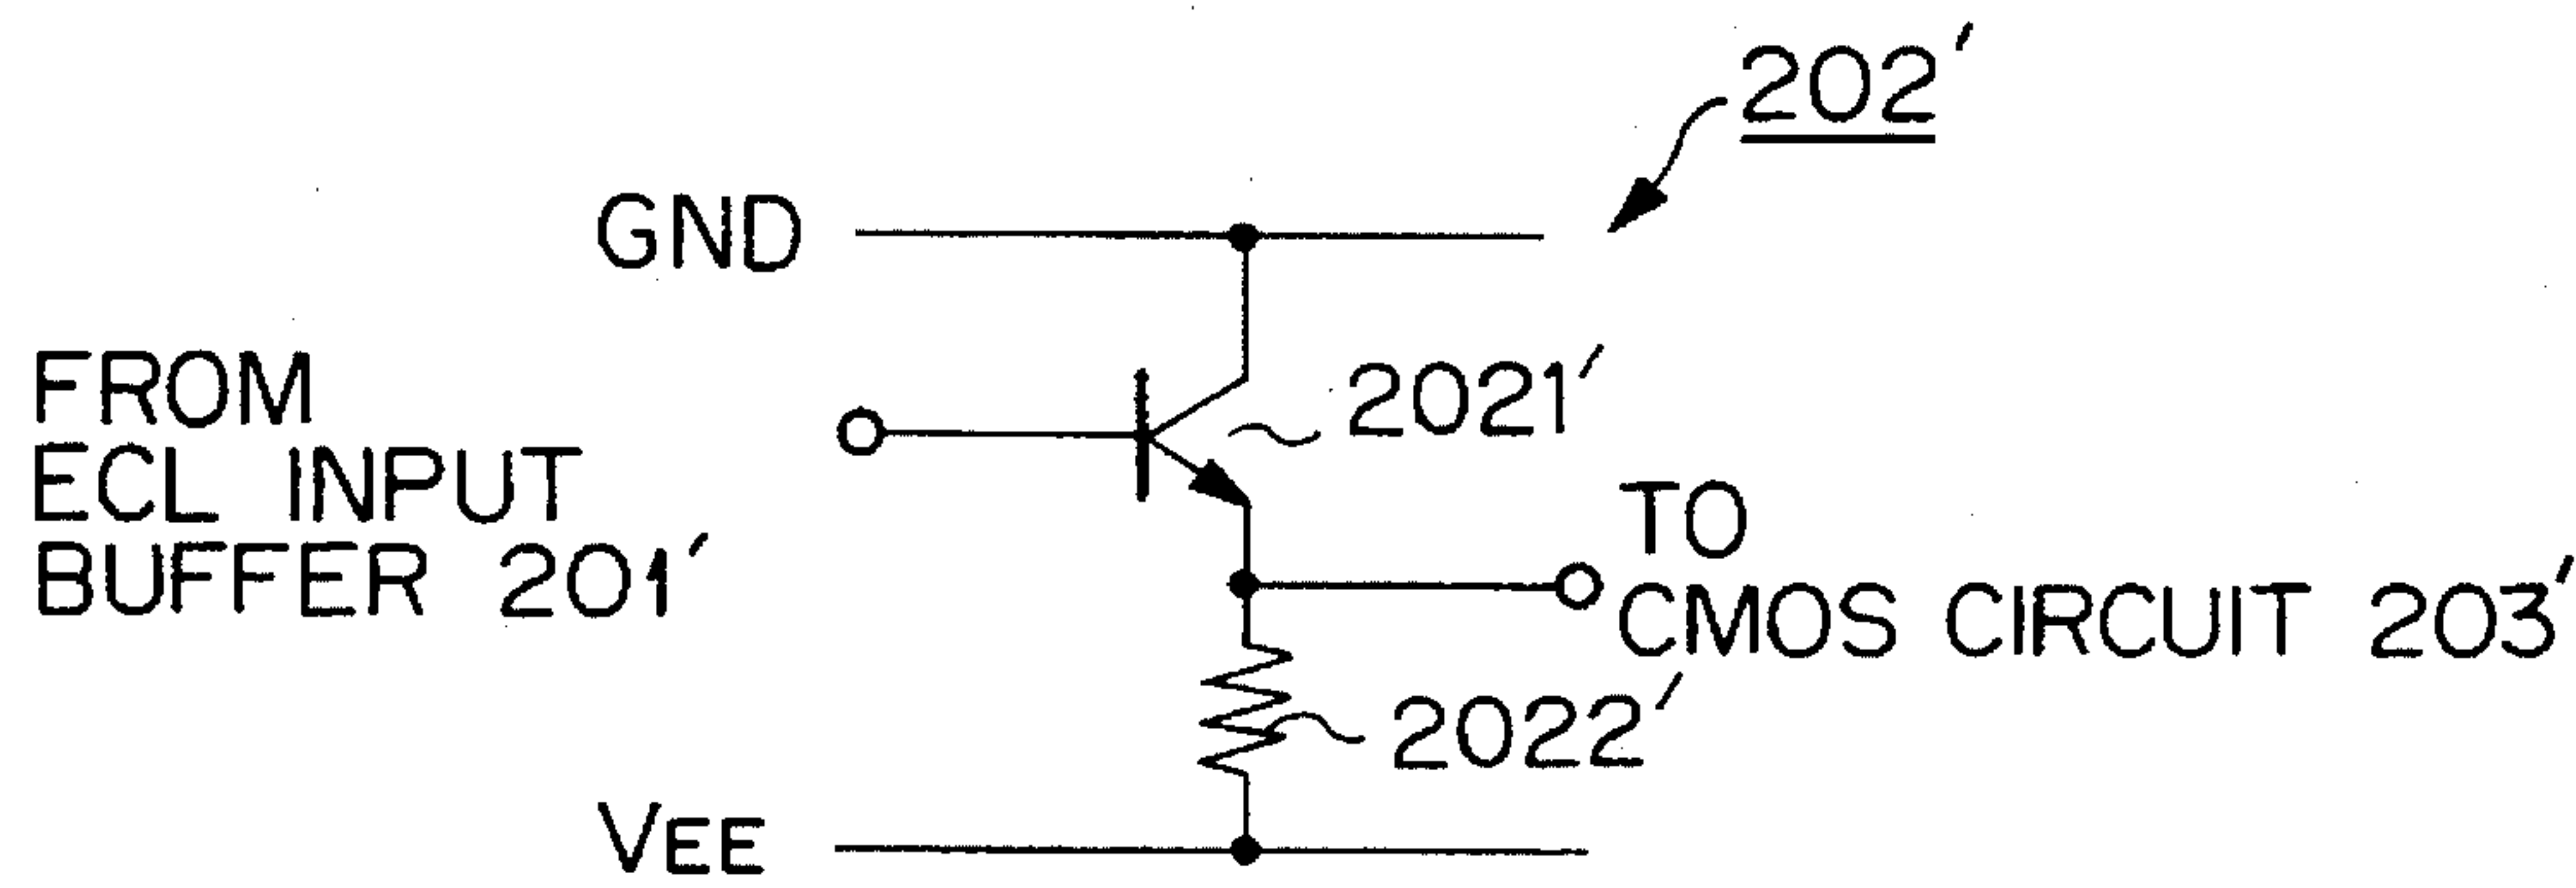 202'
GND
FROM
ECL INPUT
BUFFER 201'
2021'
TO
CMOS CIRCUIT 203'
2022'
VEE